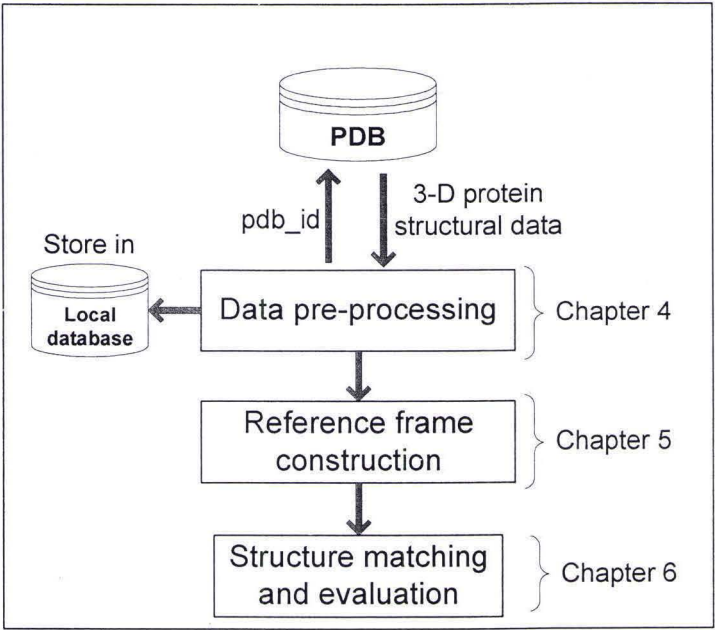 PDB
pdb_id
3-D protein
structural data
Store in
Local
database
Data pre-processing
Chapter 4
Reference frame
construction
Chapter 5
Structure matching
and evaluation
Chapter 6